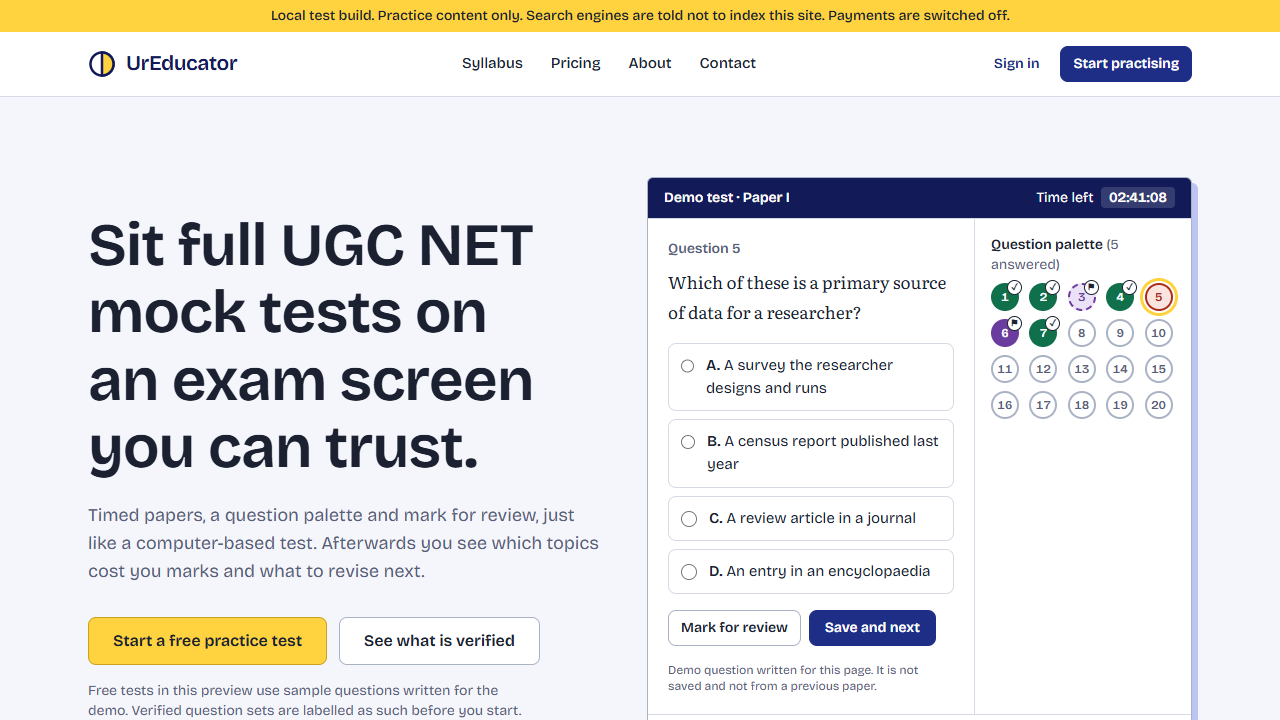 Local test build. Practice content only. Search engines are told not to index this site. Payments are switched off.
UrEducator
Syllabus
Pricing
About
Contact
Sign in
Start practising
Sit full UGC NET
mock tests on
an exam screen
you can trust.
Timed papers, a question palette and mark for review, just
like a computer-based test. Afterwards you see which topics
cost you marks and what to revise next.
Start a free practice test
See what is verified
Free tests in this preview use sample questions written for the
demo. Verified question sets are labelled as such before you start.
Demo test · Paper I
Time left 02:41:08
Question 5
Which of these is a primary source
of data for a researcher?
A. A survey the researcher
designs and runs
B. A census report published last
year
C. A review article in a journal
D. An entry in an encyclopaedia
Mark for review
Save and next
Demo question written for this page. It is not
saved and not from a previous paper.
Question palette (5
answered)
1 2 3 4 5
6 7 8 9 10
11 12 13 14 15
16 17 18 19 20